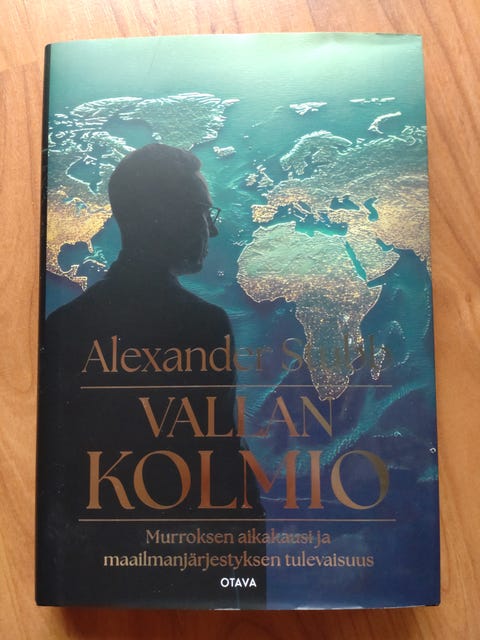 Alexander Stubb
VALLAN
KOLMIO
Murroksen aikakausi ja
maailmanjärjestyksen tulevaisuus
OTAVA